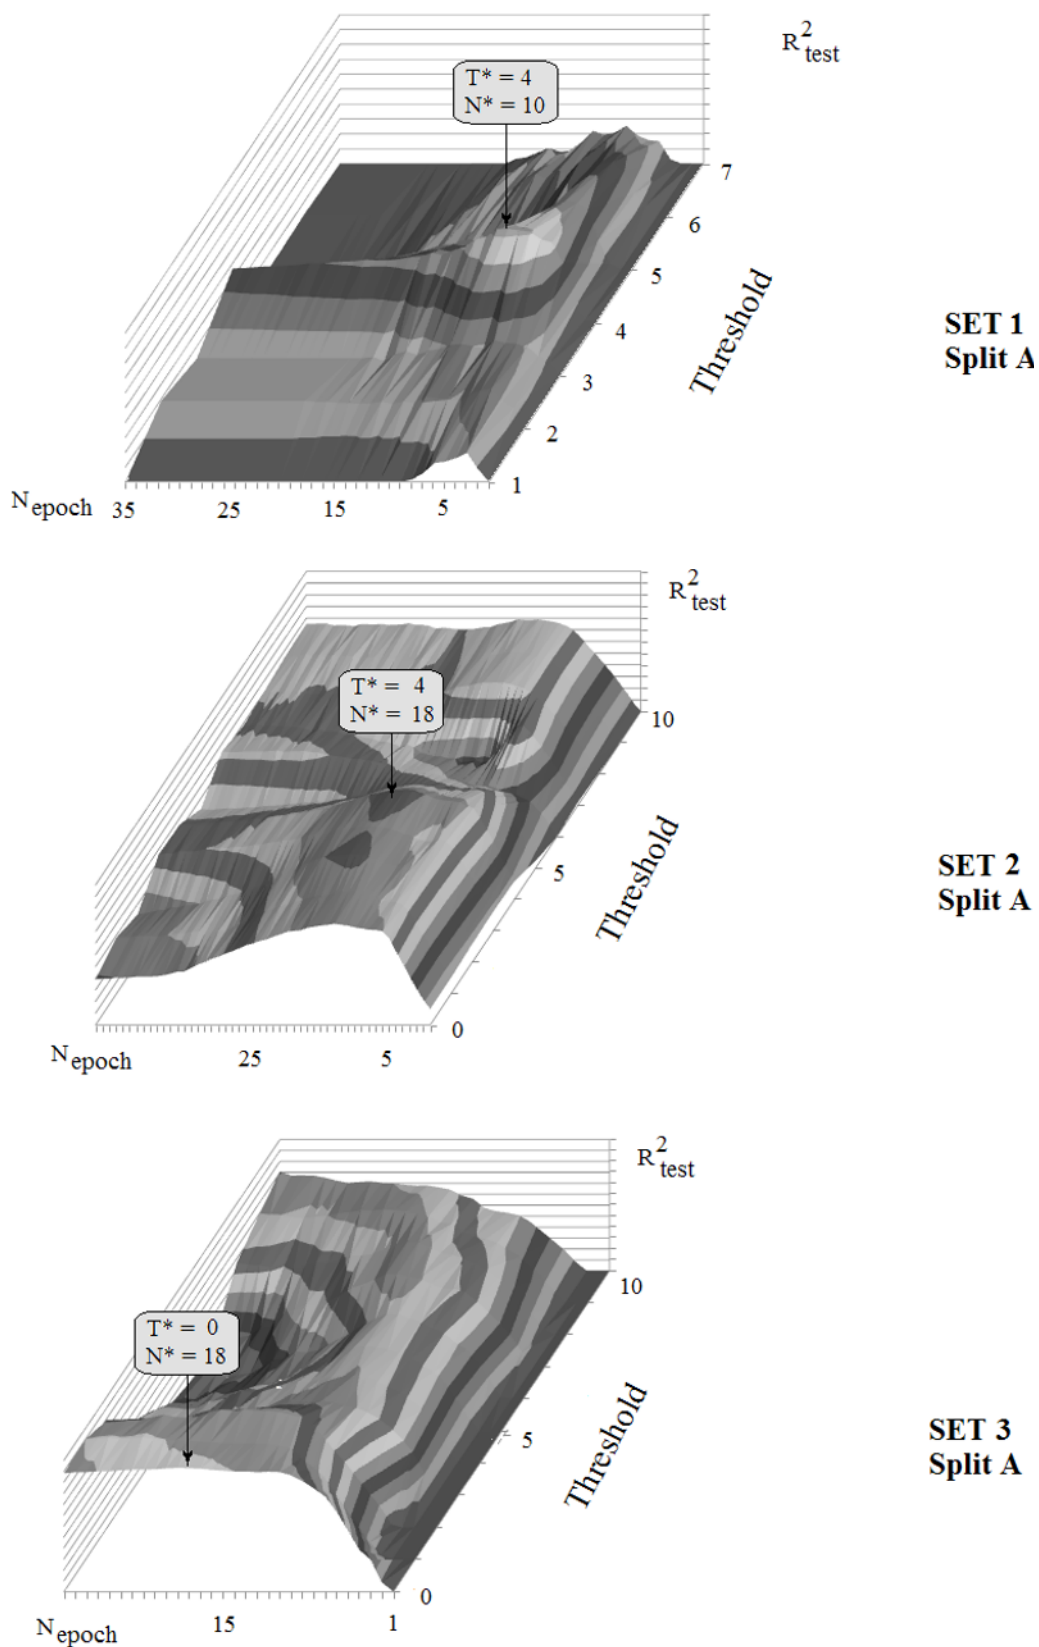 R²test
T* = 4
N* = 10
7
6
5
4
3
2
1
Threshold
SET 1
Split A
Nepoch 35 25 15 5
R²test
T* = 4
N* = 18
10
5
0
Threshold
SET 2
Split A
Nepoch 25 5
R²test
10
T* = 0
N* = 18
5
0
Threshold
SET 3
Split A
Nepoch 15 1